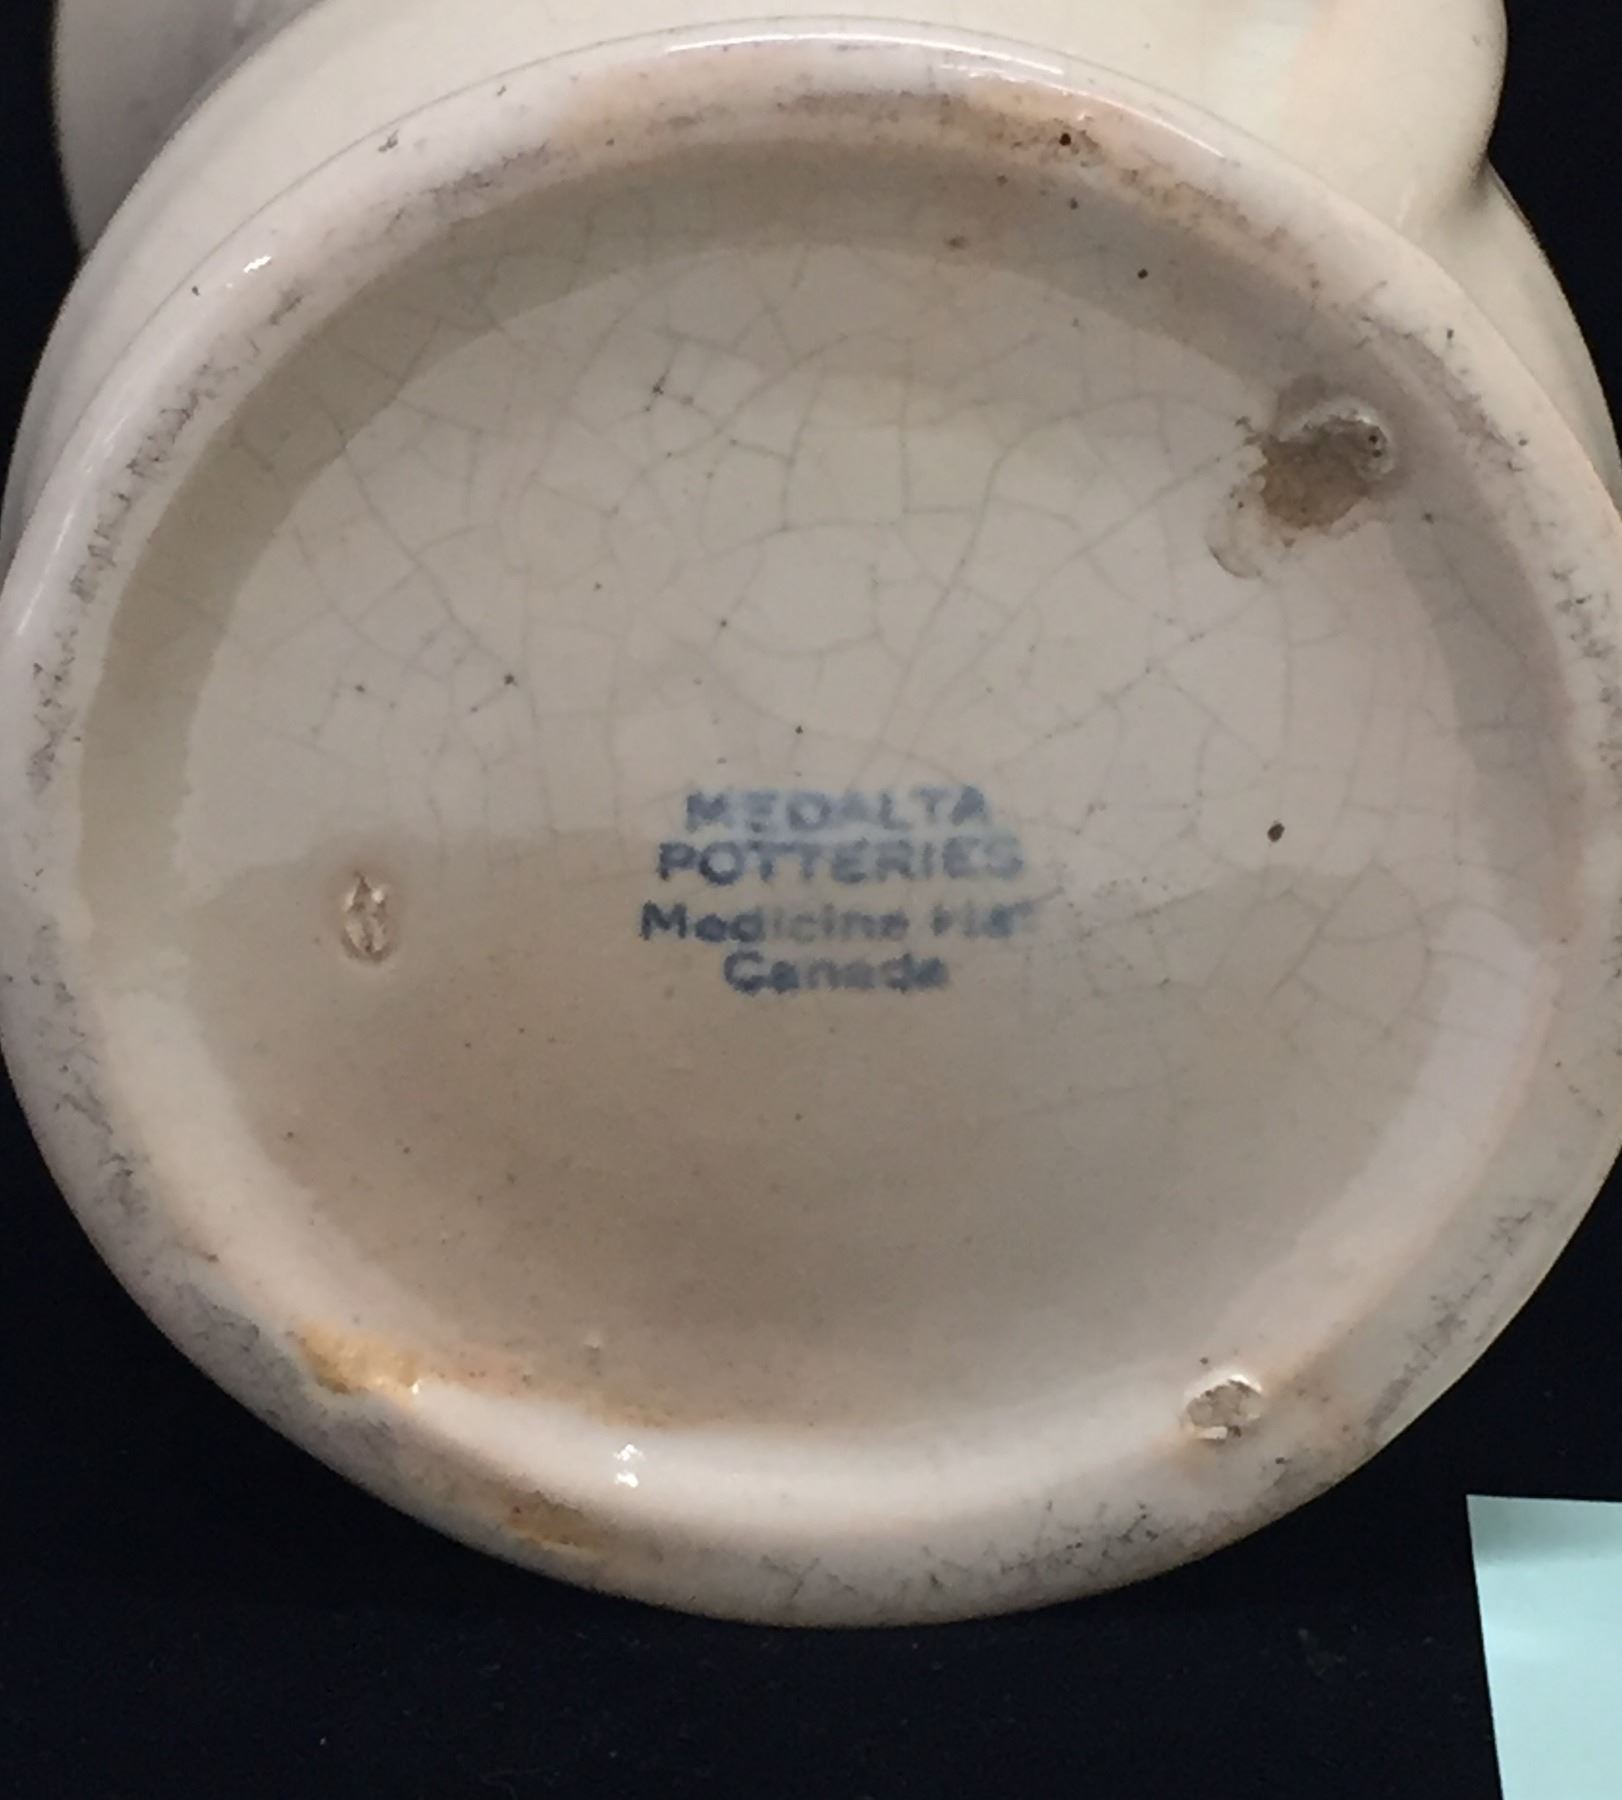 MEDALTA
POTTERIES
Medicine Hat
Canada